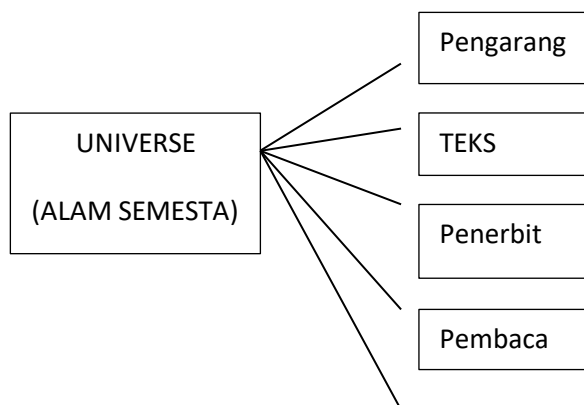 Pengarang
UNIVERSE
(ALAM SEMESTA)
TEKS
Penerbit
Pembaca